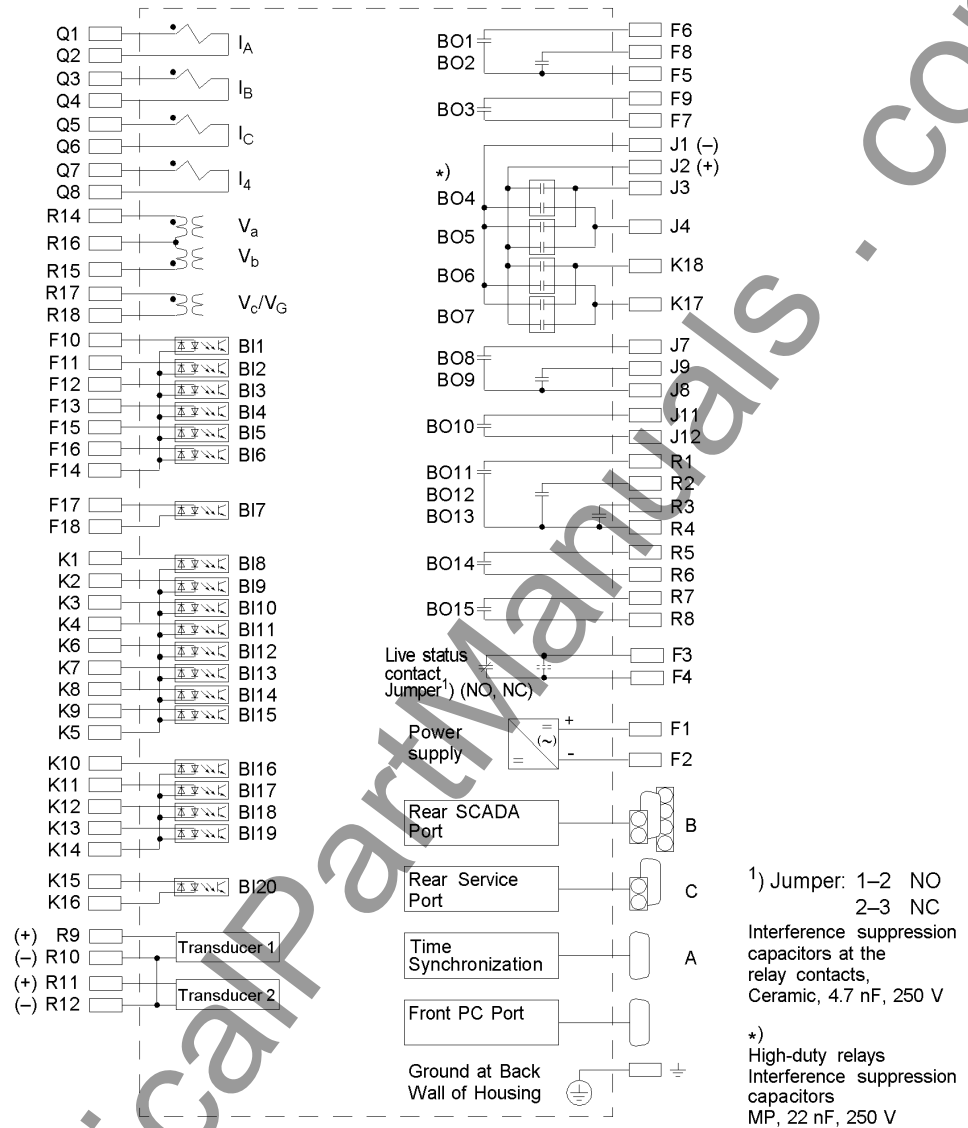 Q1
Q2
I_A
Q3
Q4
I_B
Q5
Q6
I_C
Q7
Q8
I_4
R14
V_a
R16
V_b
R15
R17
V_c/V_G
R18
F10
BI1
F11
BI2
F12
BI3
F13
BI4
F15
BI5
F16
BI6
F14
F17
BI7
F18
K1
BI8
K2
BI9
K3
BI10
K4
BI11
K6
BI12
K7
BI13
K8
BI14
K9
BI15
K5
K10
BI16
K11
BI17
K12
BI18
K13
BI19
K14
K15
BI20
K16
(+) R9
Transducer 1
(–) R10
(+) R11
Transducer 2
(–) R12
BO1
F6
BO2
F8
F5
BO3
F9
F7
J1 (–)
J2 (+)
*)
J3
BO4
J4
BO5
K18
BO6
K17
BO7
BO8
J7
BO9
J9
J8
BO10
J11
J12
BO11
R1
BO12
R2
BO13
R3
R4
BO14
R5
R6
BO15
R7
R8
Live status
contact
Jumper¹) (NO, NC)
F3
F4
Power
supply
=
(~)
=
+
-
F1
F2
Rear SCADA
Port
B
Rear Service
Port
C
Time
Synchronization
A
Front PC Port
Ground at Back
Wall of Housing
¹) Jumper: 1–2 NO
2–3 NC
Interference suppression
capacitors at the
relay contacts,
Ceramic, 4.7 nF, 250 V
*)
High-duty relays
Interference suppression
capacitors
MP, 22 nF, 250 V
icalPartManuals . co